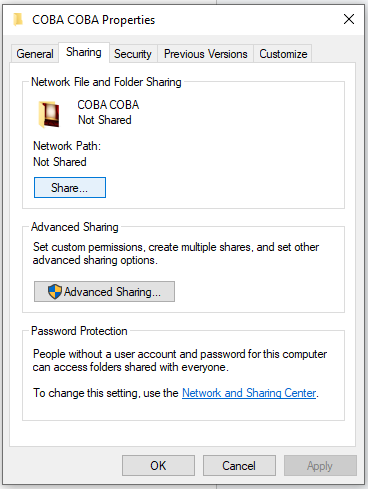 COBA COBA Properties
General Sharing Security Previous Versions Customize
Network File and Folder Sharing
COBA COBA
Not Shared
Network Path:
Not Shared
Share...
Advanced Sharing
Set custom permissions, create multiple shares, and set other
advanced sharing options.
Advanced Sharing...
Password Protection
People without a user account and password for this computer
can access folders shared with everyone.
To change this setting, use the Network and Sharing Center.
OK Cancel Apply